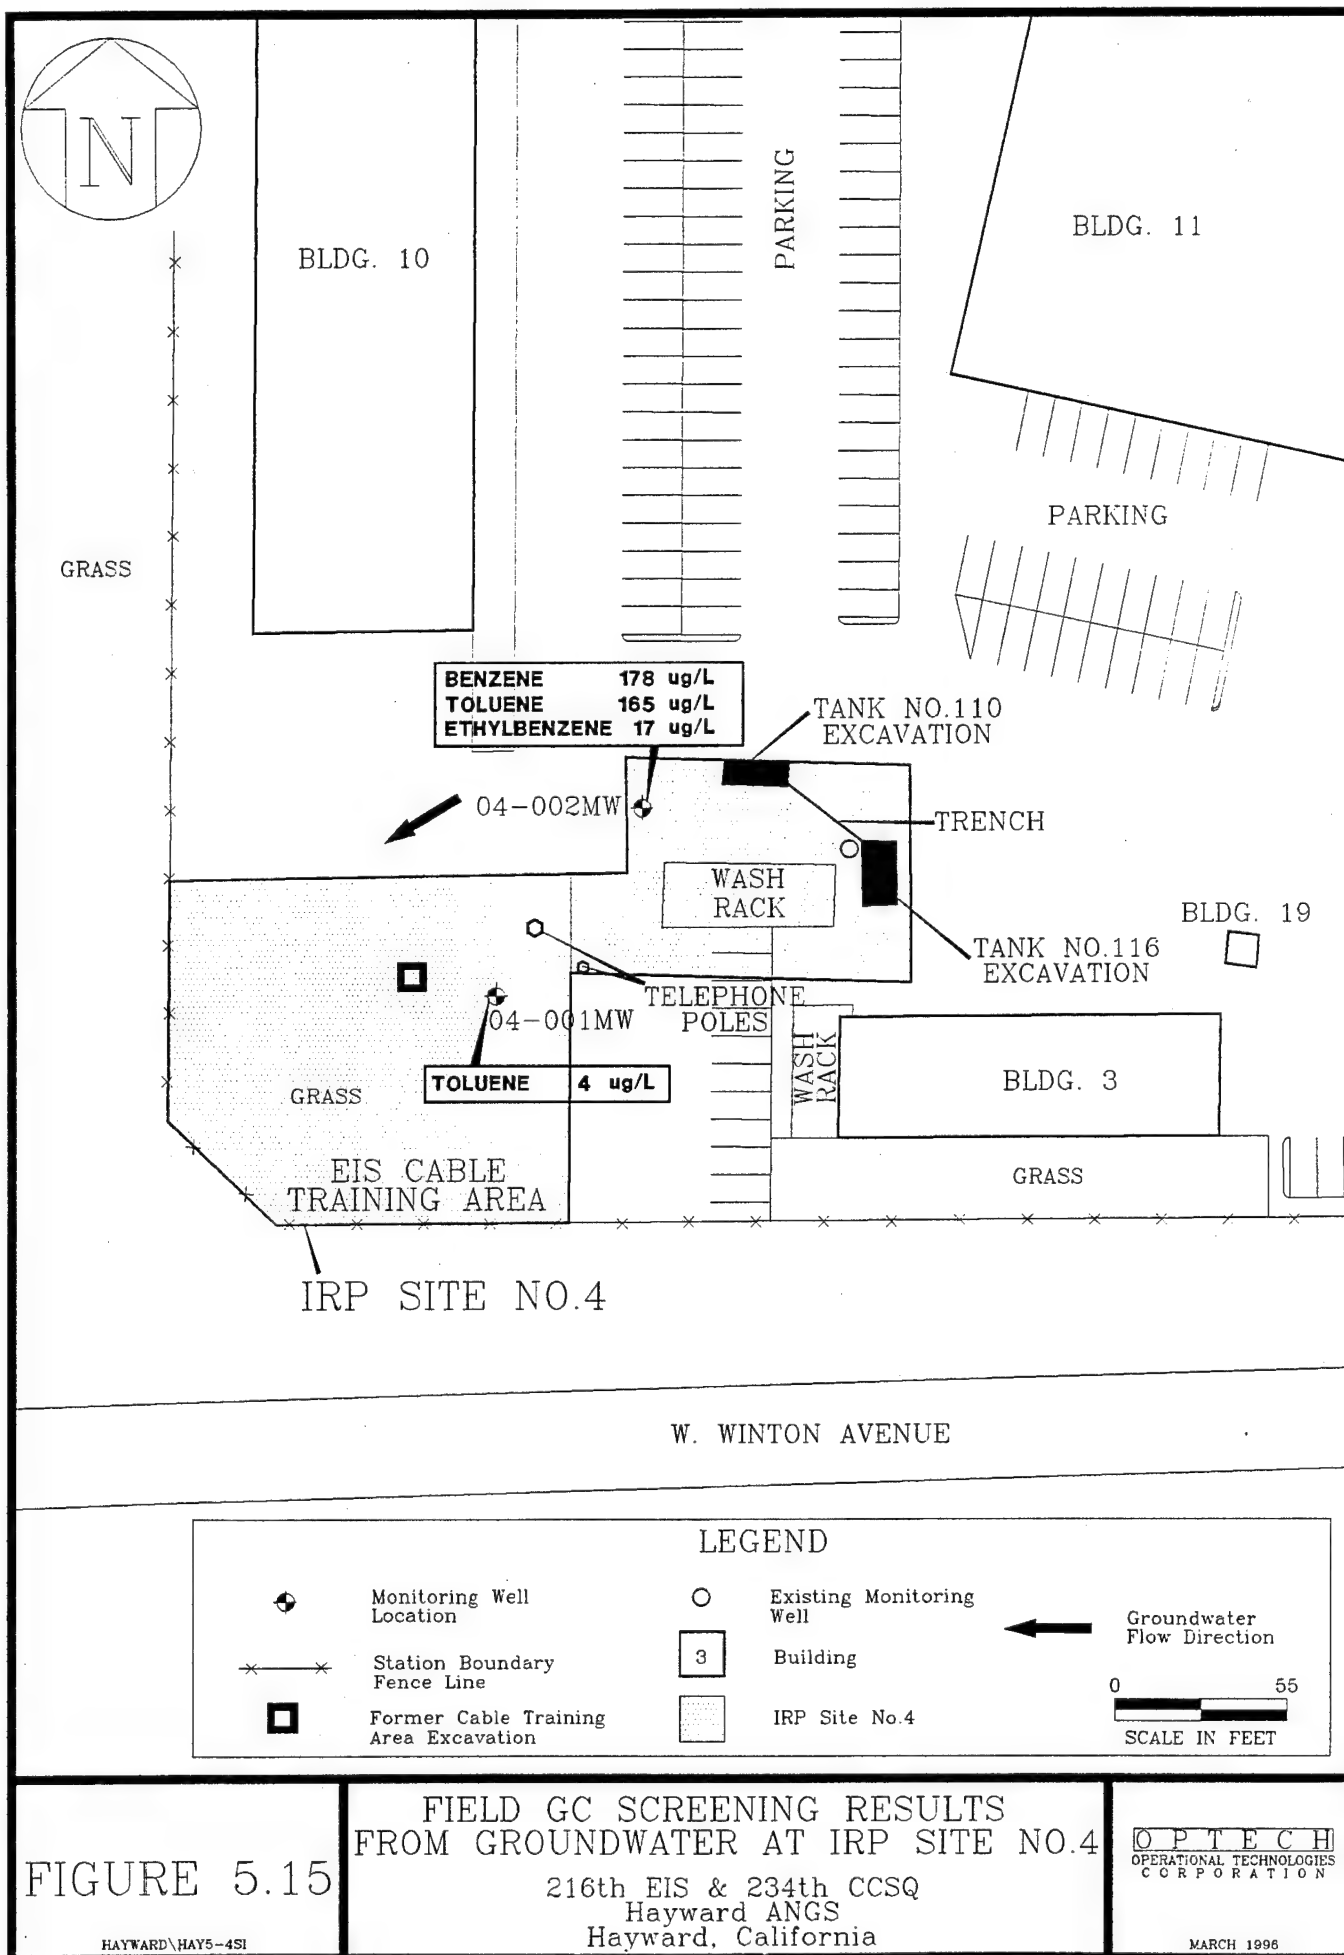 N
BLDG. 10
PARKING
BLDG. 11
PARKING
GRASS
BENZENE 178 ug/L
TOLUENE 165 ug/L
ETHYLBENZENE 17 ug/L
TANK NO.110
EXCAVATION
04-002MW
TRENCH
WASH
RACK
BLDG. 19
TANK NO.116
EXCAVATION
TELEPHONE
POLES
04-001MW
WASH
RACK
TOLUENE 4 ug/L
BLDG. 3
GRASS
GRASS
EIS CABLE
TRAINING AREA
IRP SITE NO.4
W. WINTON AVENUE
LEGEND
Monitoring Well
Location
Existing Monitoring
Well
Groundwater
Flow Direction
Station Boundary
Fence Line
3
Building
Former Cable Training
Area Excavation
IRP Site No.4
0 55
SCALE IN FEET
FIGURE 5.15
HAYWARD\HAY5-4SI
FIELD GC SCREENING RESULTS
FROM GROUNDWATER AT IRP SITE NO.4
216th EIS & 234th CCSQ
Hayward ANGS
Hayward, California
OPTECH
OPERATIONAL TECHNOLOGIES
CORPORATION
MARCH 1996